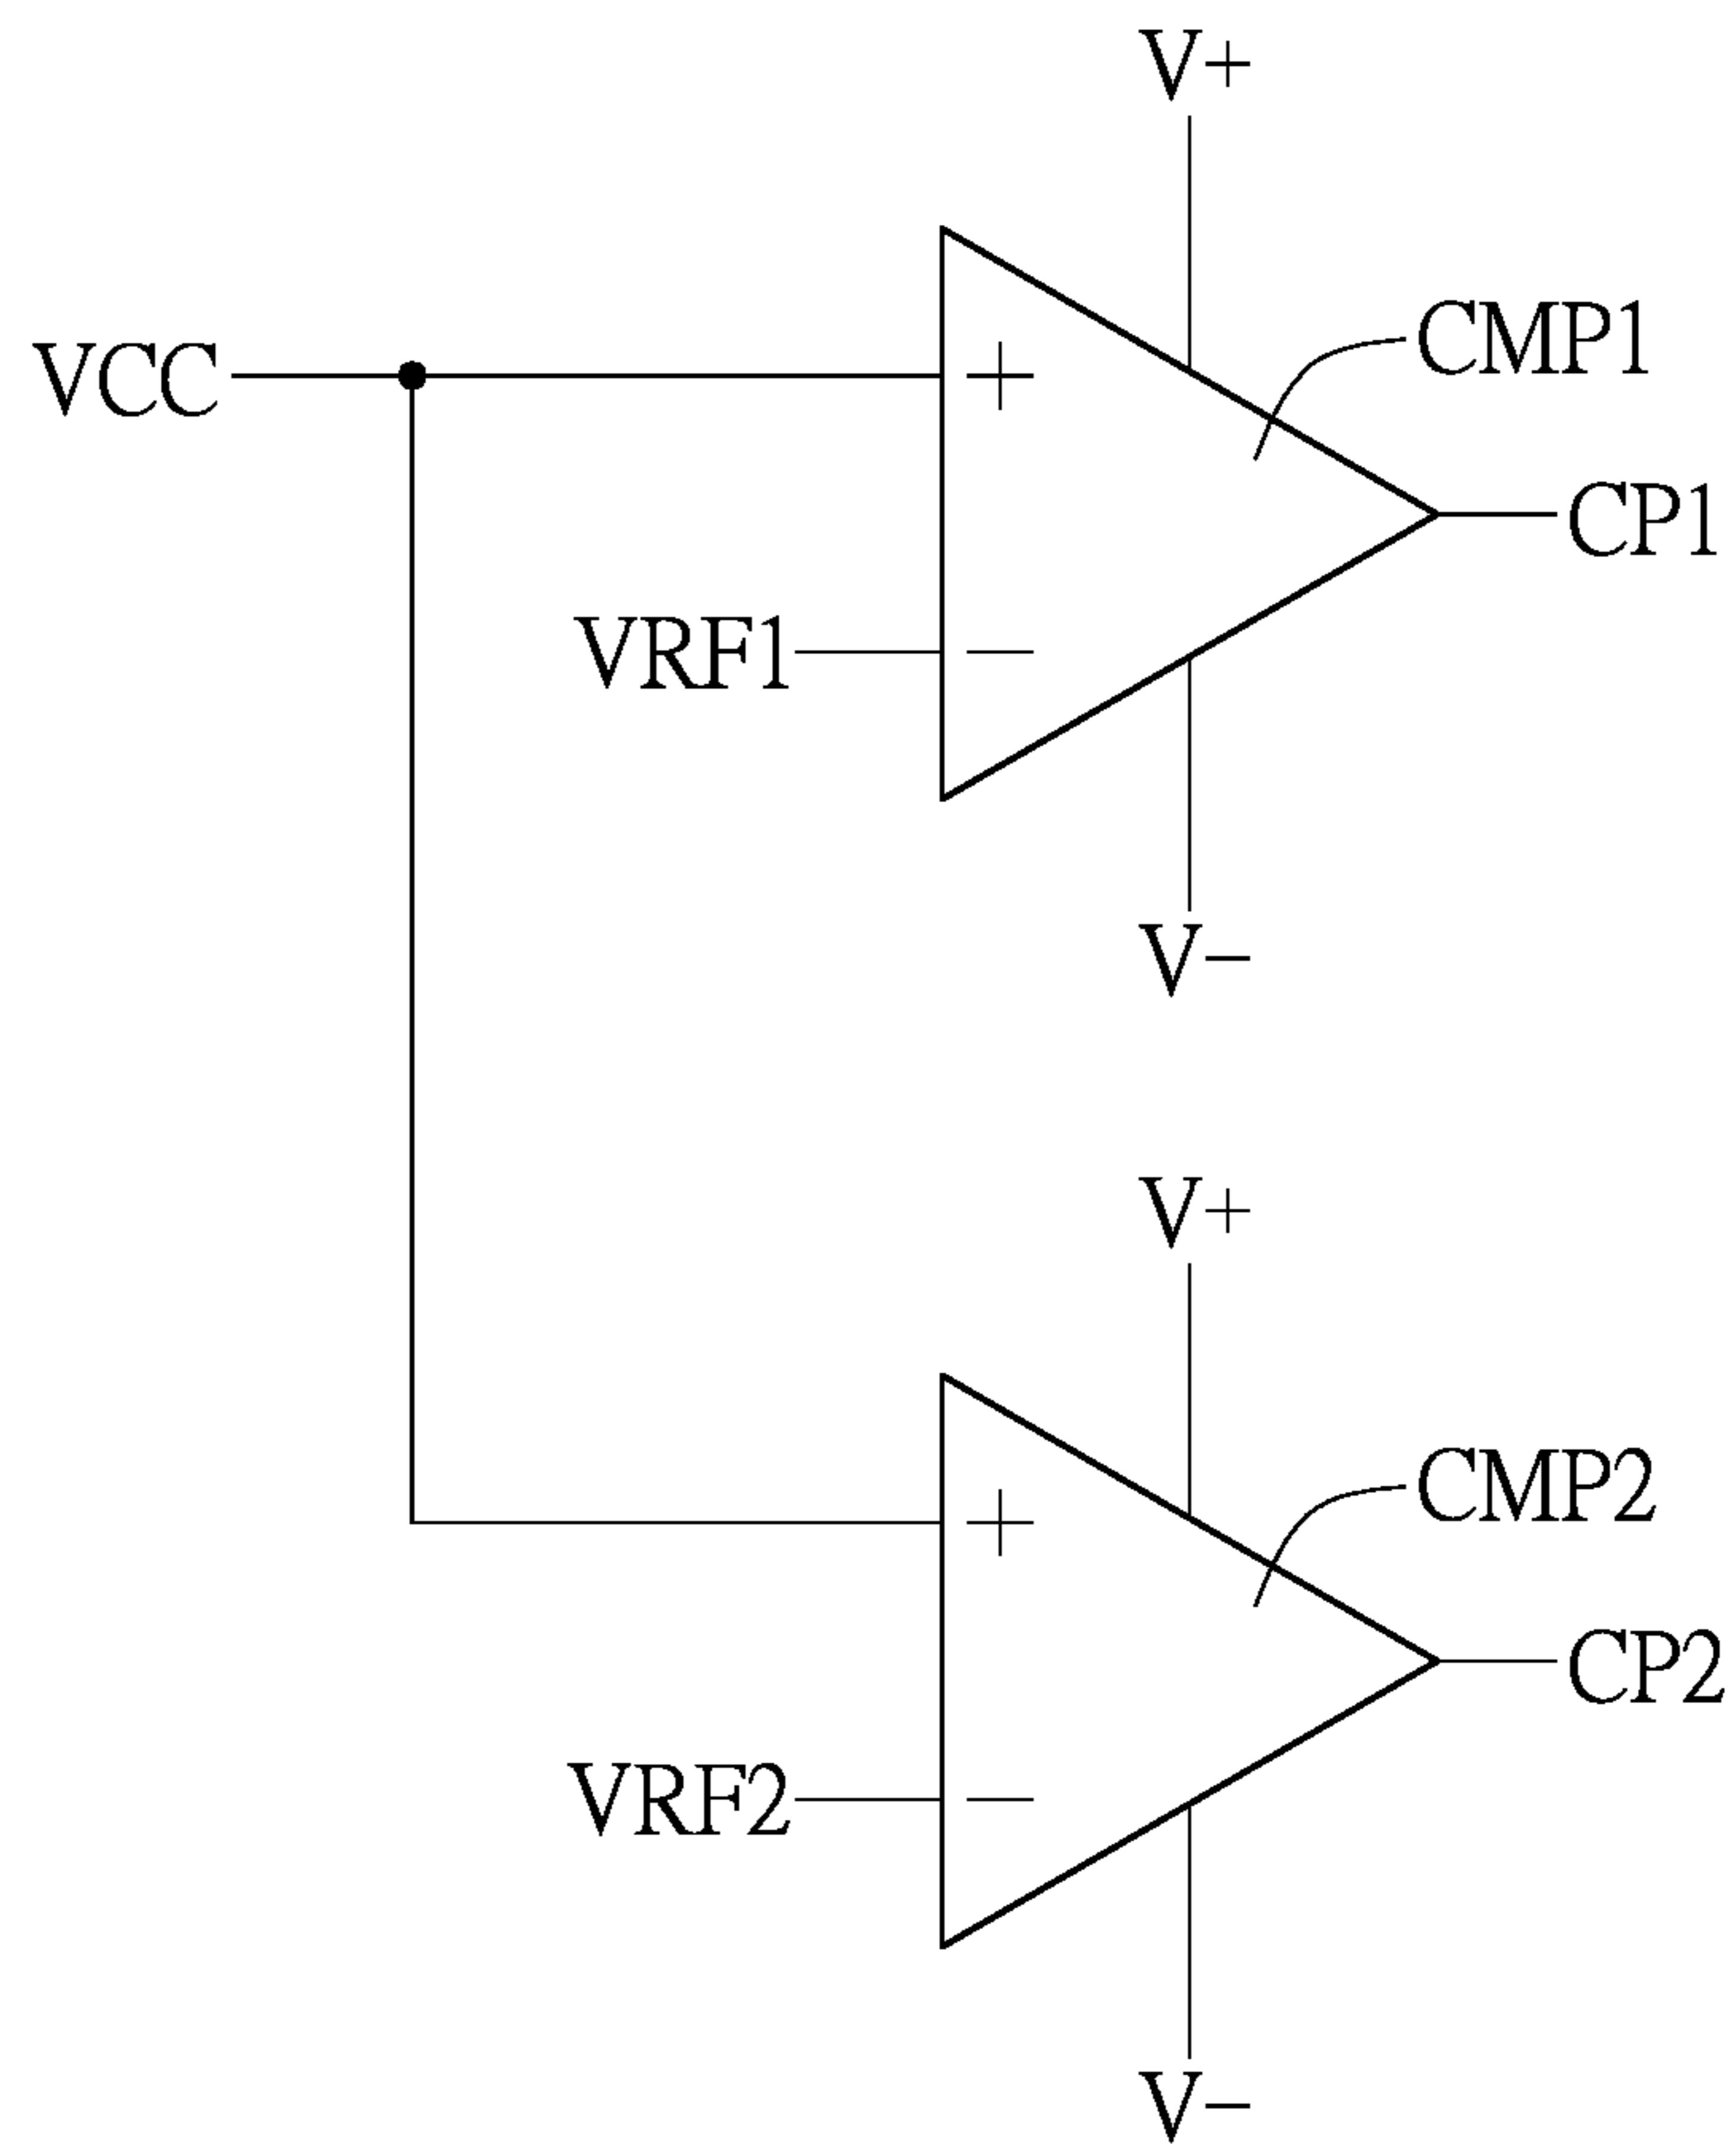 V+
CMP1
VCC
+
CP1
VRF1
−
V−
V+
CMP2
+
CP2
VRF2
−
V−